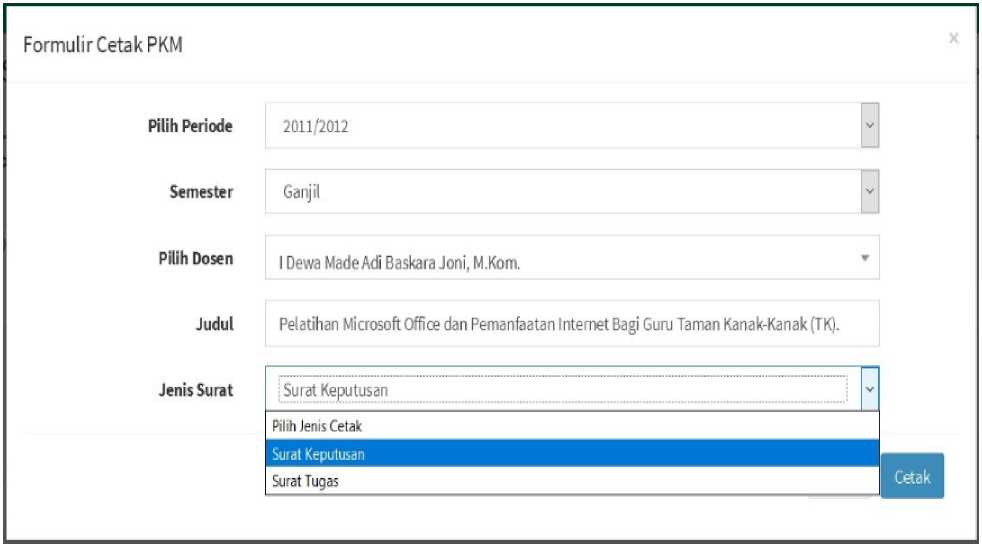 Formulir Cetak PKM ×
Pilih Periode 2011/2012
Semester Ganjil
Pilih Dosen I Dewa Made Adi Baskara Joni, M.Kom.
Judul Pelatihan Microsoft Office dan Pemanfaatan Internet Bagi Guru Taman Kanak-Kanak (TK).
Jenis Surat Surat Keputusan
Pilih Jenis Cetak
Surat Keputusan
Surat Tugas
Cetak